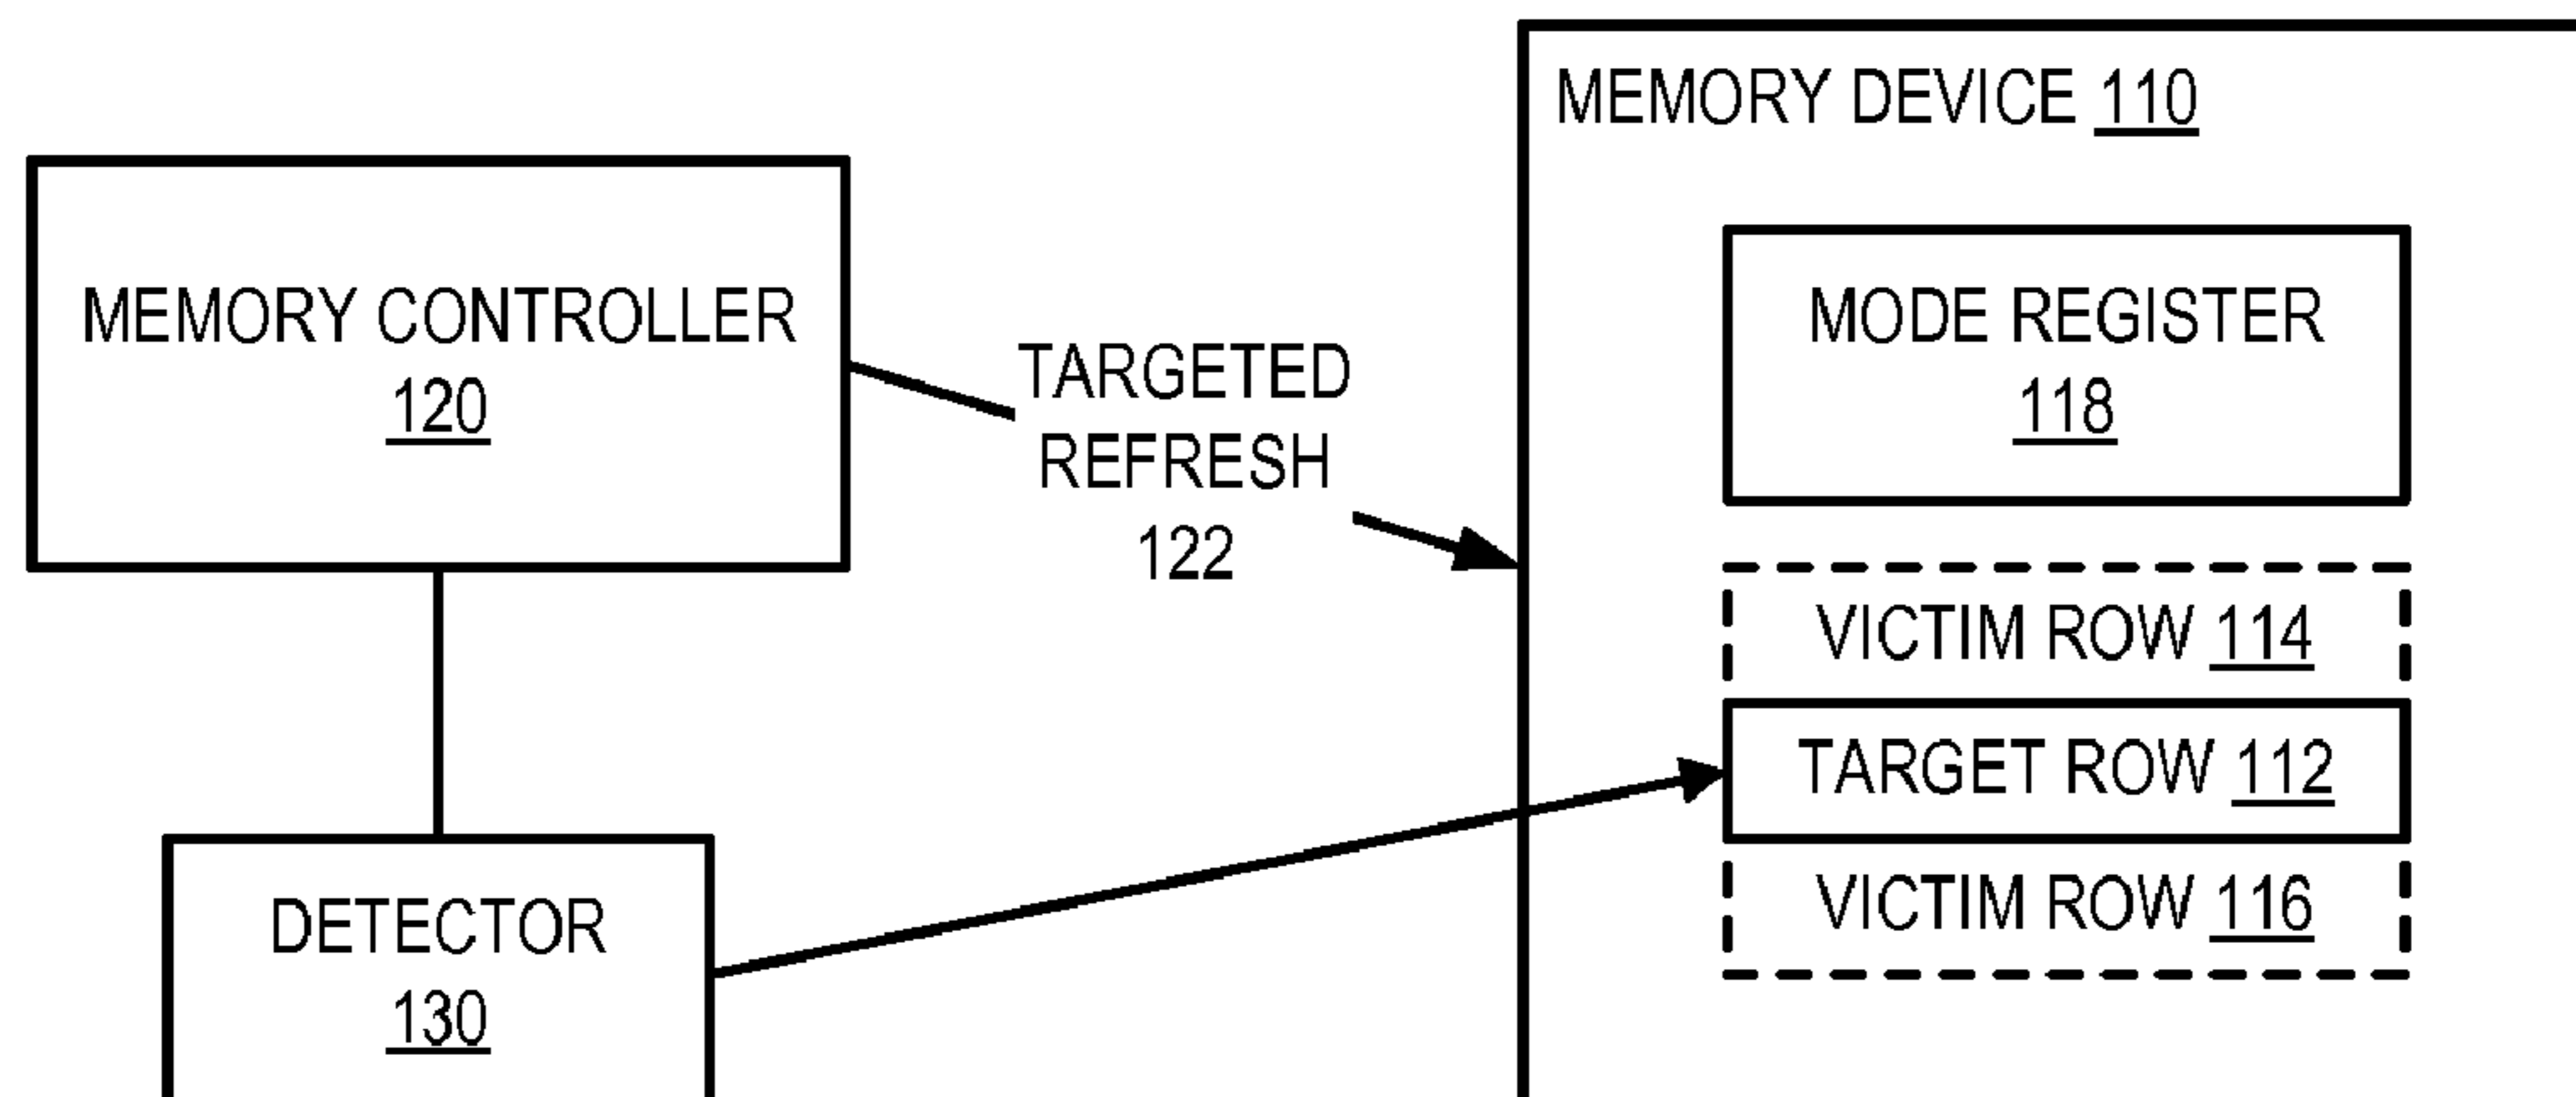 MEMORY DEVICE 110
MEMORY CONTROLLER
120
TARGETED
REFRESH
122
MODE REGISTER
118
VICTIM ROW 114
TARGET ROW 112
VICTIM ROW 116
DETECTOR
130